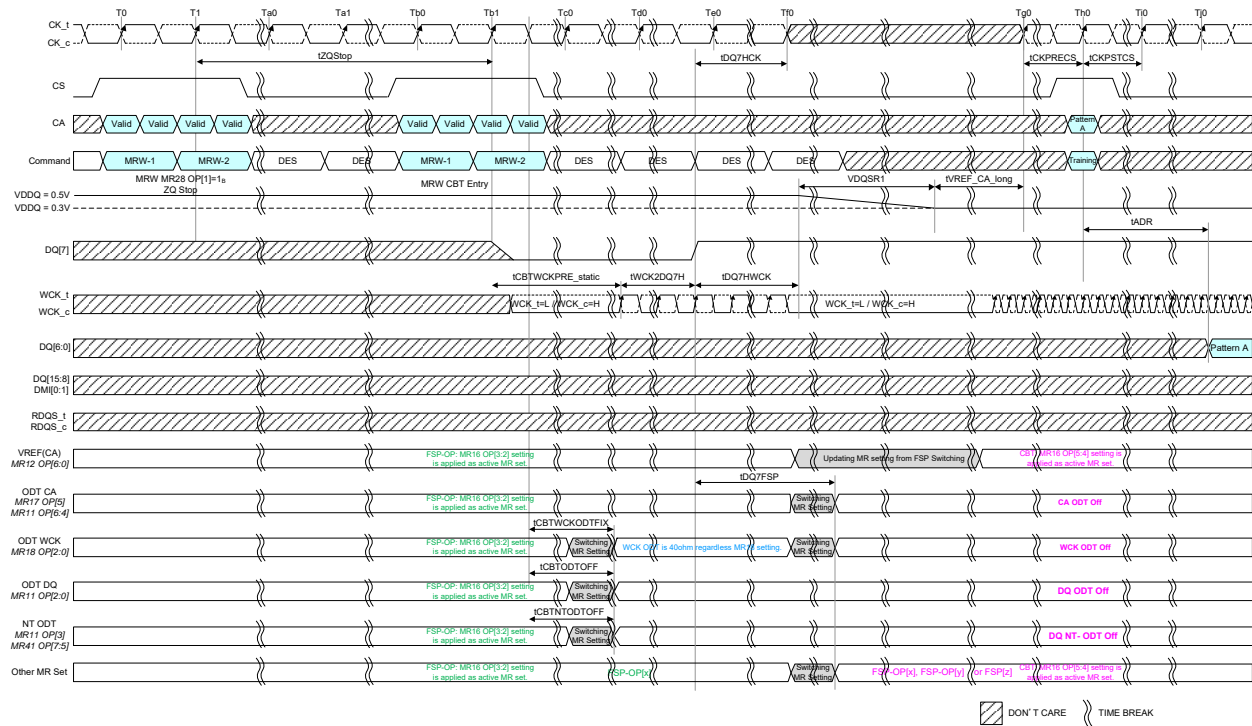 T0 T1 Ta0 Ta1 Tb0 Tb1 Tc0 Td0 Te0 Tf0 Tg0 Th0 Ti0 Tj0
CK_t
CK_c
tZQStop tDQ7HCK tCKPRECS tCKPSTCS
CS
CA Valid Valid Valid Valid Valid Valid Valid Valid Pattern A
Command MRW-1 MRW-2 DES DES MRW-1 MRW-2 DES DES DES DES Training
MRW MR28 OP[1]=1B
ZQ Stop
MRW CBT Entry
VDQSR1 tVREF_CA_long
VDDQ = 0.5V
VDDQ = 0.3V
tADR
DQ[7]
tCBTWCKPRE_static tWCK2DQ7H tDQ7HWCK
WCK_t
WCK_c
WCK_t=L / WCK_c=H WCK_t=L / WCK_c=H
DQ[6:0] Pattern A
DQ[15:8]
DMI[0:1]
RDQS_t
RDQS_c
VREF(CA)
MR12 OP[6:0]
FSP-OP: MR16 OP[3:2] setting
is applied as active MR set.
Updating MR setting from FSP Switching
CBT: MR16 OP[5:4] setting is
applied as active MR set.
tDQ7FSP
ODT CA
MR17 OP[5]
MR11 OP[6:4]
FSP-OP: MR16 OP[3:2] setting
is applied as active MR set.
Switching
MR Setting
CA ODT Off
tCBTWCKODTFIX
ODT WCK
MR18 OP[2:0]
FSP-OP: MR16 OP[3:2] setting
is applied as active MR set.
Switching
MR Setting
WCK ODT is 40ohm regardless MR18 setting.
Switching
MR Setting
WCK ODT Off
tCBTODTOFF
ODT DQ
MR11 OP[2:0]
FSP-OP: MR16 OP[3:2] setting
is applied as active MR set.
Switching
MR Setting
DQ ODT Off
tCBTNTODTOFF
NT ODT
MR11 OP[3]
MR41 OP[7:5]
FSP-OP: MR16 OP[3:2] setting
is applied as active MR set.
Switching
MR Setting
DQ NT- ODT Off
Other MR Set
FSP-OP: MR16 OP[3:2] setting
is applied as active MR set.
FSP-OP[x]
Switching
MR Setting
FSP-OP[x], FSP-OP[y] or FSP[z]
CBT: MR16 OP[5:4] setting is
applied as active MR set.
DON'T CARE TIME BREAK